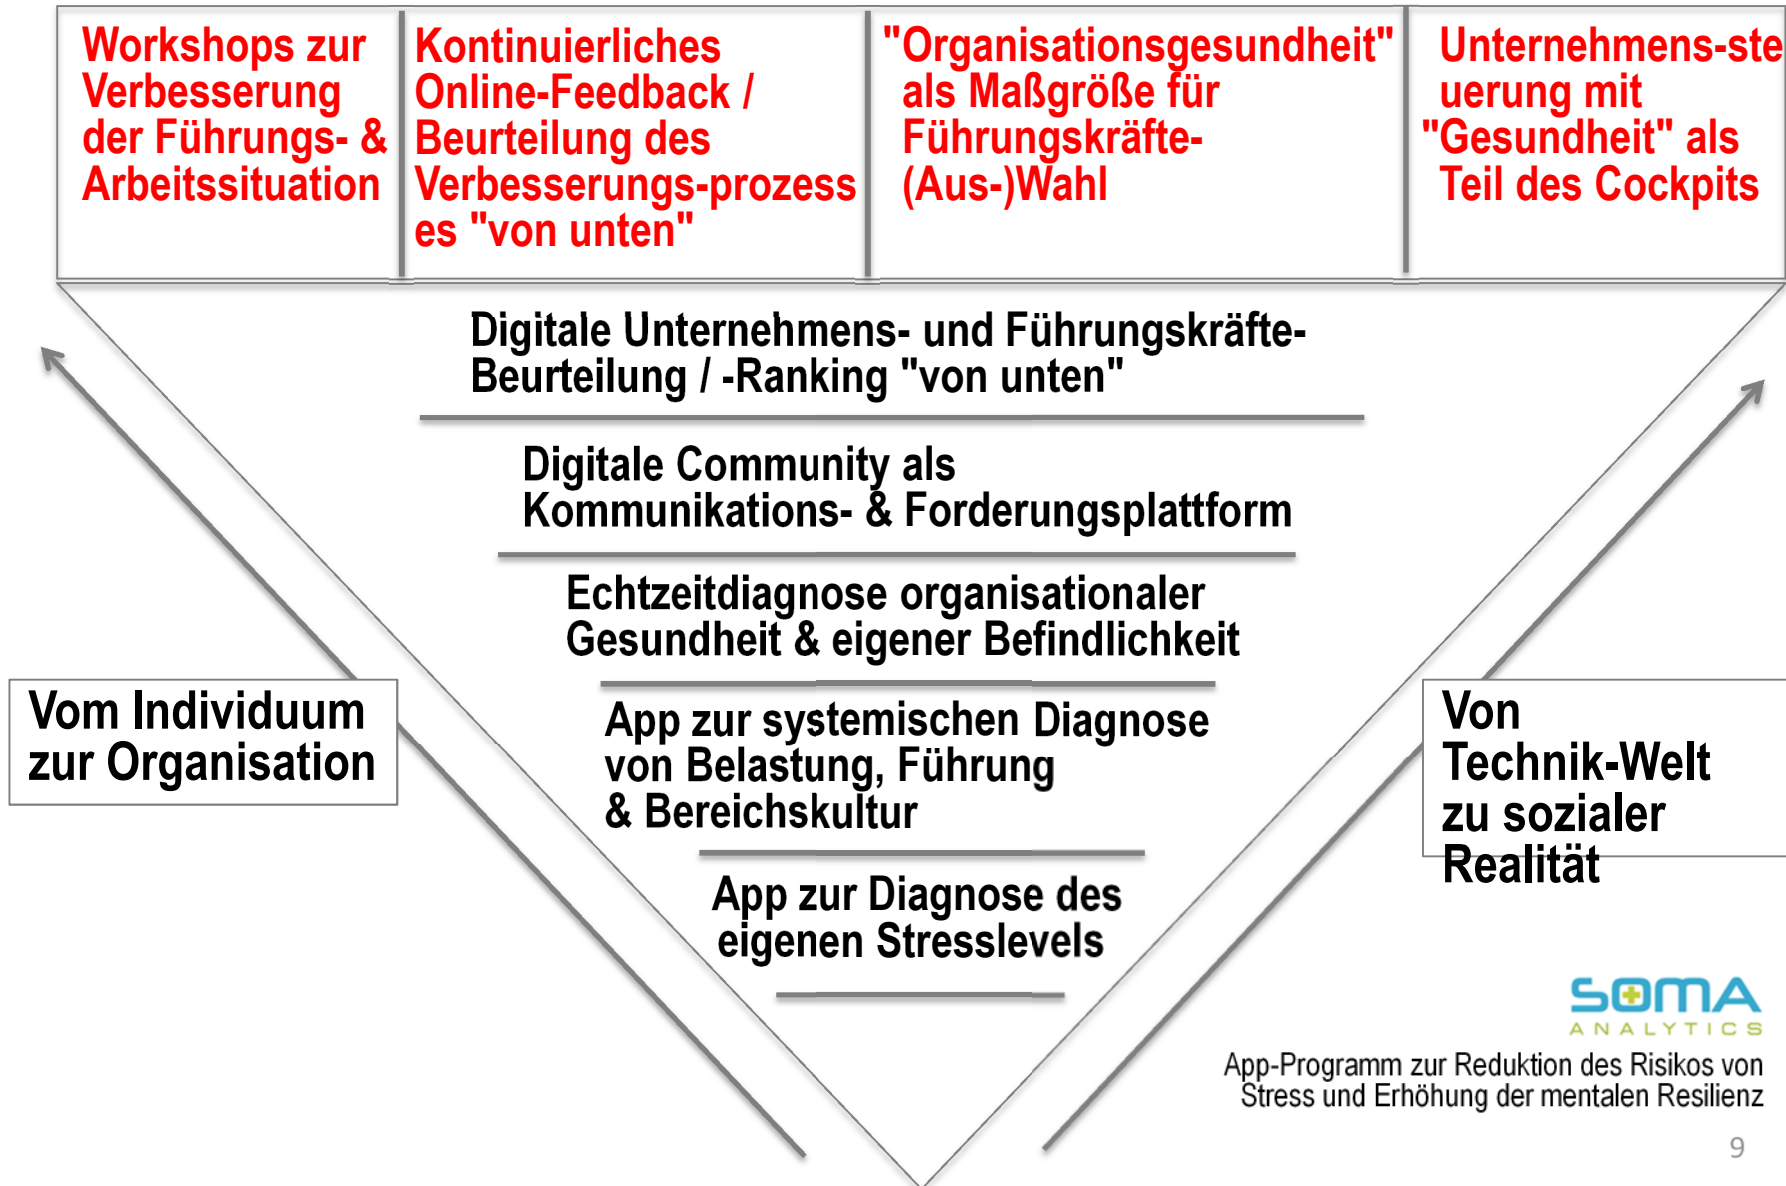 Workshops zur
Verbesserung
der Führungs- &
Arbeitssituation
Kontinuierliches
Online-Feedback /
Beurteilung des
Verbesserungs-prozess
es "von unten"
"Organisationsgesundheit"
als Maßgröße für
Führungskräfte-
(Aus-)Wahl
Unternehmens-ste
uerung mit
"Gesundheit" als
Teil des Cockpits
Digitale Unternehmens- und Führungskräfte-
Beurteilung / -Ranking "von unten"
Digitale Community als
Kommunikations- & Forderungsplattform
Echtzeitdiagnose organisationaler
Gesundheit & eigener Befindlichkeit
App zur systemischen Diagnose
von Belastung, Führung
& Bereichskultur
App zur Diagnose des
eigenen Stresslevels
Vom Individuum
zur Organisation
Von
Technik-Welt
zu sozialer
Realität
SOMA
ANALYTICS
App-Programm zur Reduktion des Risikos von
Stress und Erhöhung der mentalen Resilienz
9